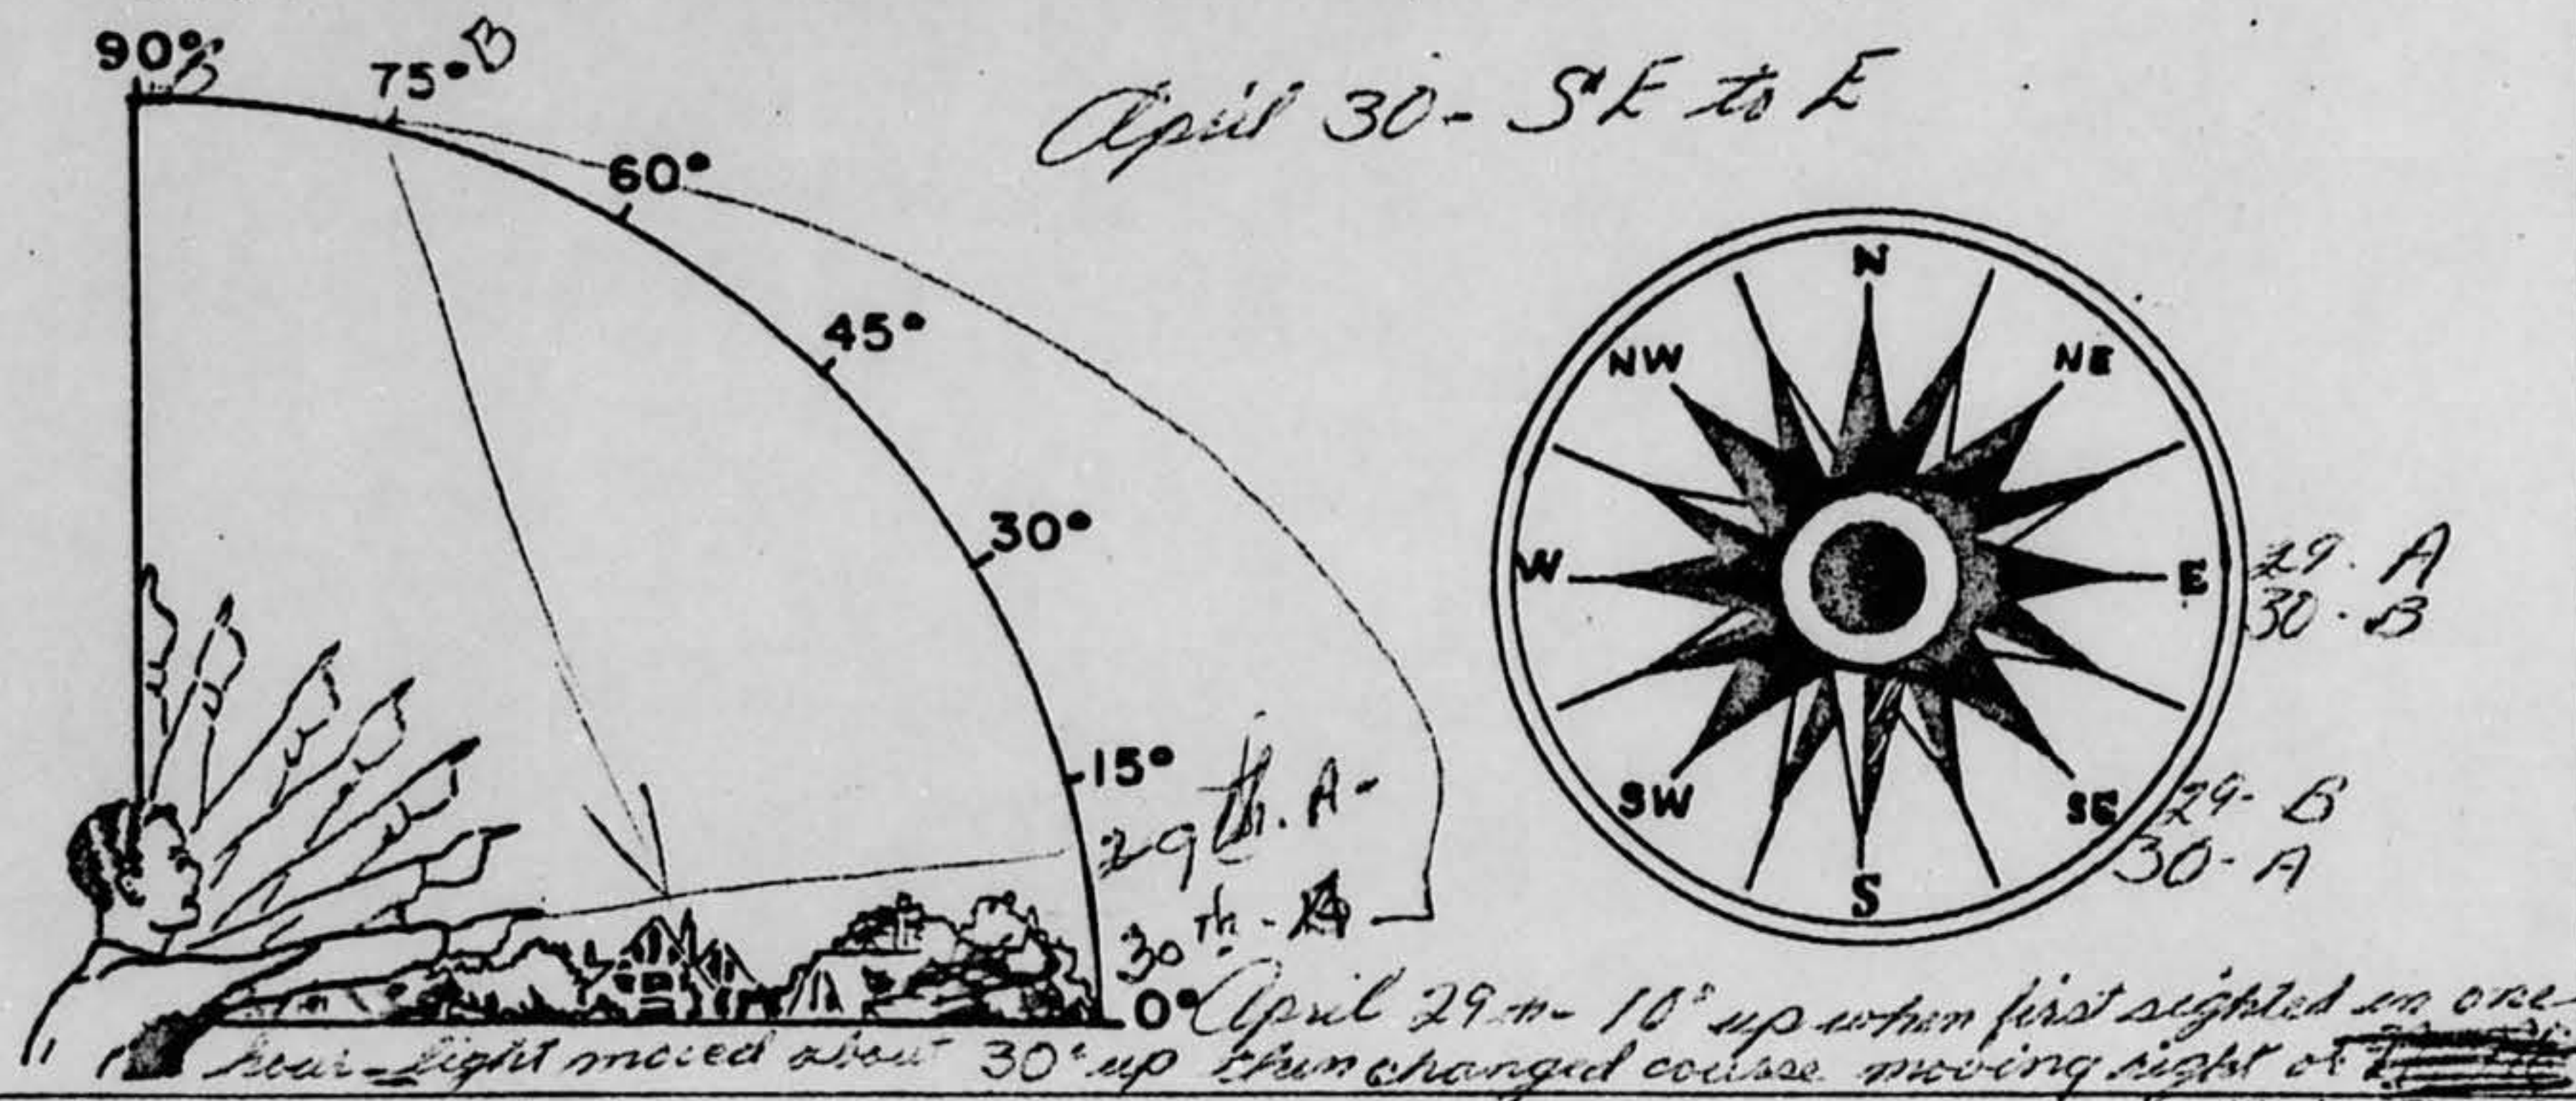 90° B
75° B
April 30 - SE to E
60°
45°
30°
15°
29th. A-
30th -
0°
N
NW
NE
W
E
29. A
30. B
SW
SE
29- B
30- A
S
April 29th- 10° up when first sighted in one
hour - light moved about 30° up then changed course moving right